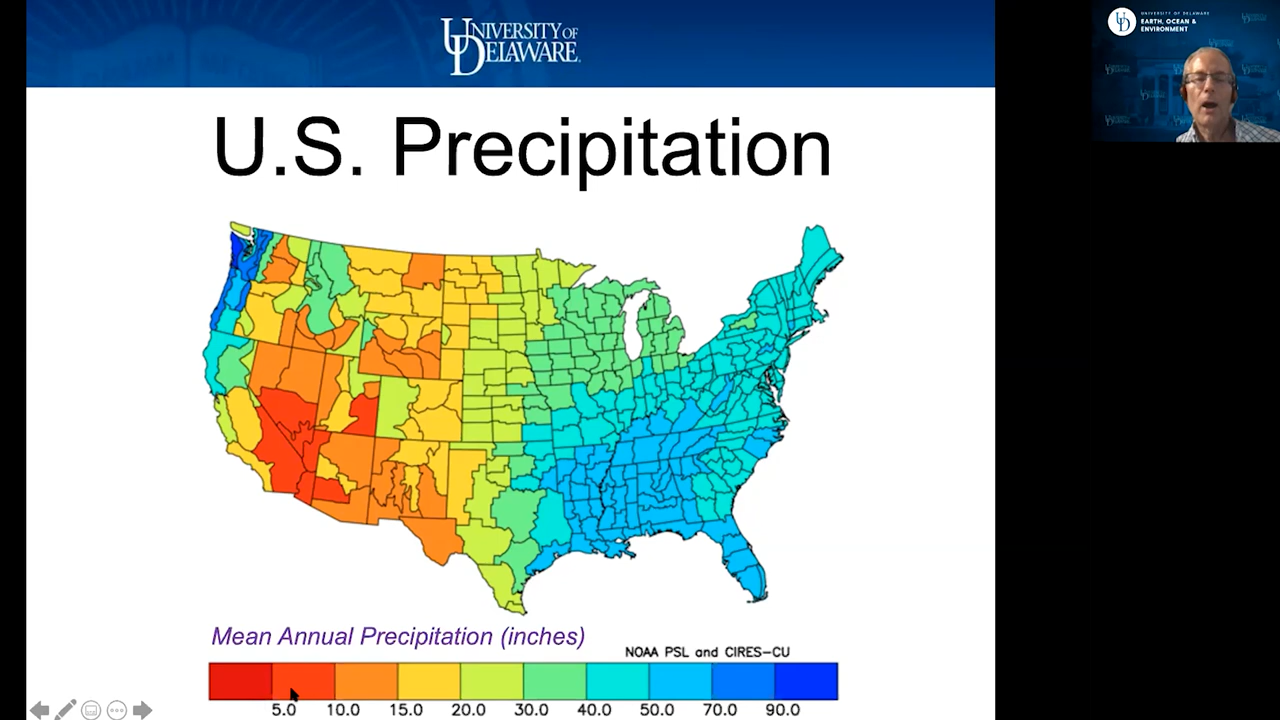 UNIVERSITY OF
DELAWARE
UD
UNIVERSITY OF DELAWARE
EARTH, OCEAN &
ENVIRONMENT
U.S. Precipitation
Mean Annual Precipitation (inches)
NOAA PSL and CIRES-CU
5.0 10.0 15.0 20.0 30.0 40.0 50.0 70.0 90.0